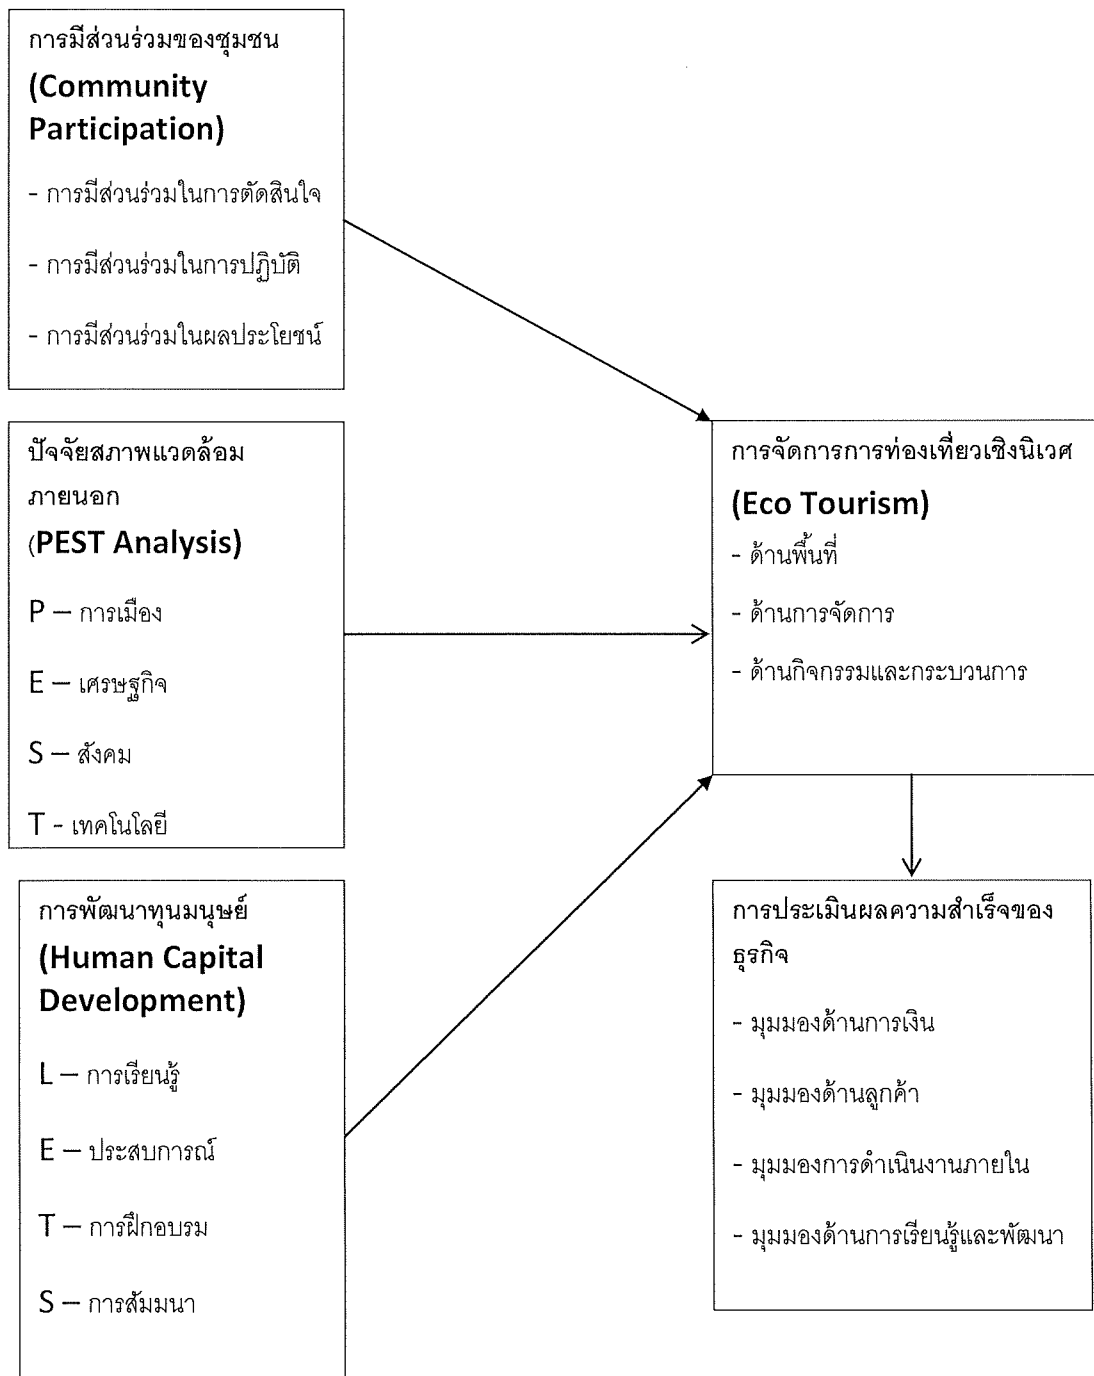 การมีส่วนร่วมของชุมชน
(Community
Participation)
- การมีส่วนร่วมในการตัดสินใจ
- การมีส่วนร่วมในการปฏิบัติ
- การมีส่วนร่วมในผลประโยชน์
ปัจจัยสภาพแวดล้อม
ภายนอก
(PEST Analysis)
P – การเมือง
E – เศรษฐกิจ
S – สังคม
T - เทคโนโลยี
การพัฒนาทุนมนุษย์
(Human Capital
Development)
L – การเรียนรู้
E – ประสบการณ์
T – การฝึกอบรม
S – การสัมมนา
การจัดการการท่องเที่ยวเชิงนิเวศ
(Eco Tourism)
- ด้านพื้นที่
- ด้านการจัดการ
- ด้านกิจกรรมและกระบวนการ
การประเมินผลความสำเร็จของ
ธุรกิจ
- มุมมองด้านการเงิน
- มุมมองด้านลูกค้า
- มุมมองการดำเนินงานภายใน
- มุมมองด้านการเรียนรู้และพัฒนา